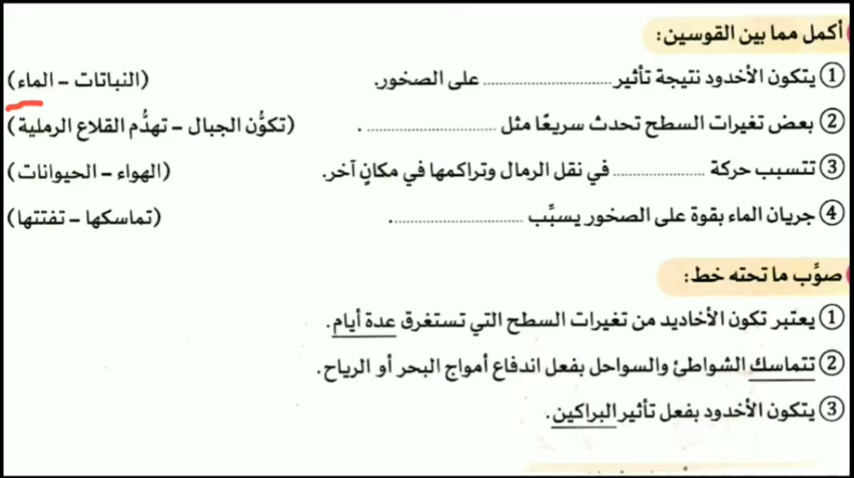 أكمل مما بين القوسين:
① يتكون الأخدود نتيجة تأثير ........................ على الصخور. (النباتات – الماء)
② بعض تغيرات السطح تحدث سريعًا مثل ........................ . (تكوُّن الجبال – تهدُّم القلاع الرملية)
③ تتسبب حركة .................. في نقل الرمال وتراكمها في مكانٍ آخر. (الهواء – الحيوانات)
④ جريان الماء بقوة على الصخور يسبِّب ........................ . (تماسكها – تفتتها)
صوِّب ما تحته خط:
① يعتبر تكون الأخاديد من تغيرات السطح التي تستغرق عدة أيام.
② تتماسك الشواطئ والسواحل بفعل اندفاع أمواج البحر أو الرياح.
③ يتكون الأخدود بفعل تأثير البراكين.